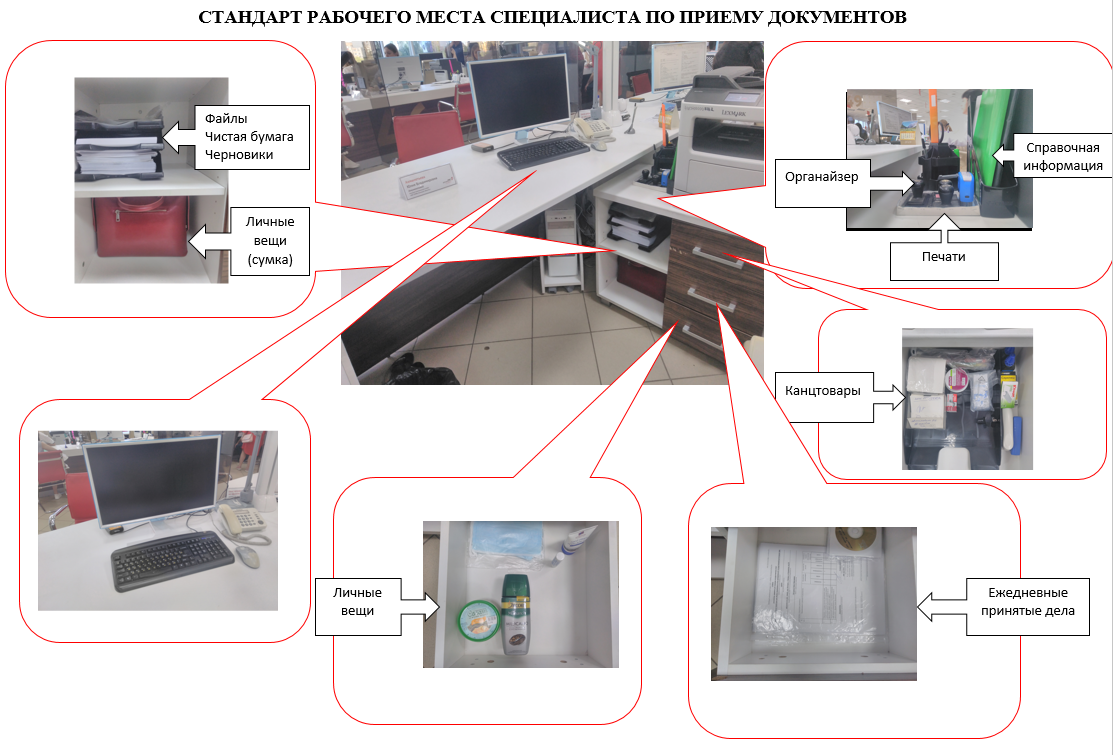 СТАНДАРТ РАБОЧЕГО МЕСТА СПЕЦИАЛИСТА ПО ПРИЕМУ ДОКУМЕНТОВ
Файлы
Чистая бумага
Черновики
Личные
вещи
(сумка)
LEXMARK
Органайзер
Справочная
информация
Печати
Канцтовары
Личные
вещи
Ежедневные
принятые дела